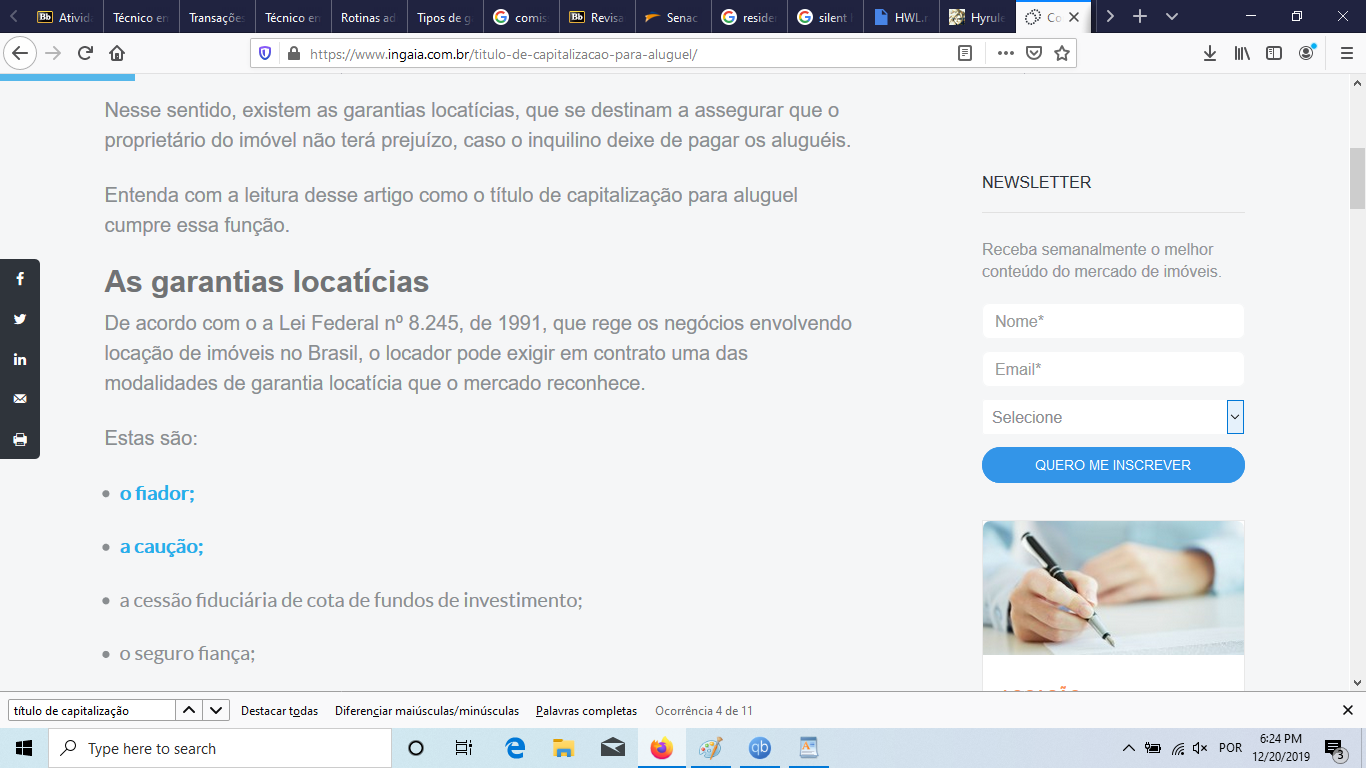 Ativid
Técnico en
Transações
Técnico en
Rotinas ad
Tipos de g
comis
Revisa
Senac
resider
silent
HWL.r
Hyrule
Co
https://www.ingaia.com.br/titulo-de-capitalizacao-para-aluguel/
Nesse sentido, existem as garantias locatícias, que se destinam a assegurar que o
proprietário do imóvel não terá prejuízo, caso o inquilino deixe de pagar os aluguéis.
Entenda com a leitura desse artigo como o título de capitalização para aluguel
cumpre essa função.
As garantias locatícias
De acordo com o a Lei Federal nº 8.245, de 1991, que rege os negócios envolvendo
locação de imóveis no Brasil, o locador pode exigir em contrato uma das
modalidades de garantia locatícia que o mercado reconhece.
Estas são:
• o fiador;
• a caução;
• a cessão fiduciária de cota de fundos de investimento;
• o seguro fiança;
NEWSLETTER
Receba semanalmente o melhor
conteúdo do mercado de imóveis.
Nome*
Email*
Selecione
QUERO ME INSCREVER
título de capitalização
Destacar todas
Diferenciar maiúsculas/minúsculas
Palavras completas
Ocorrência 4 de 11
Type here to search
POR
6:24 PM
12/20/2019
3